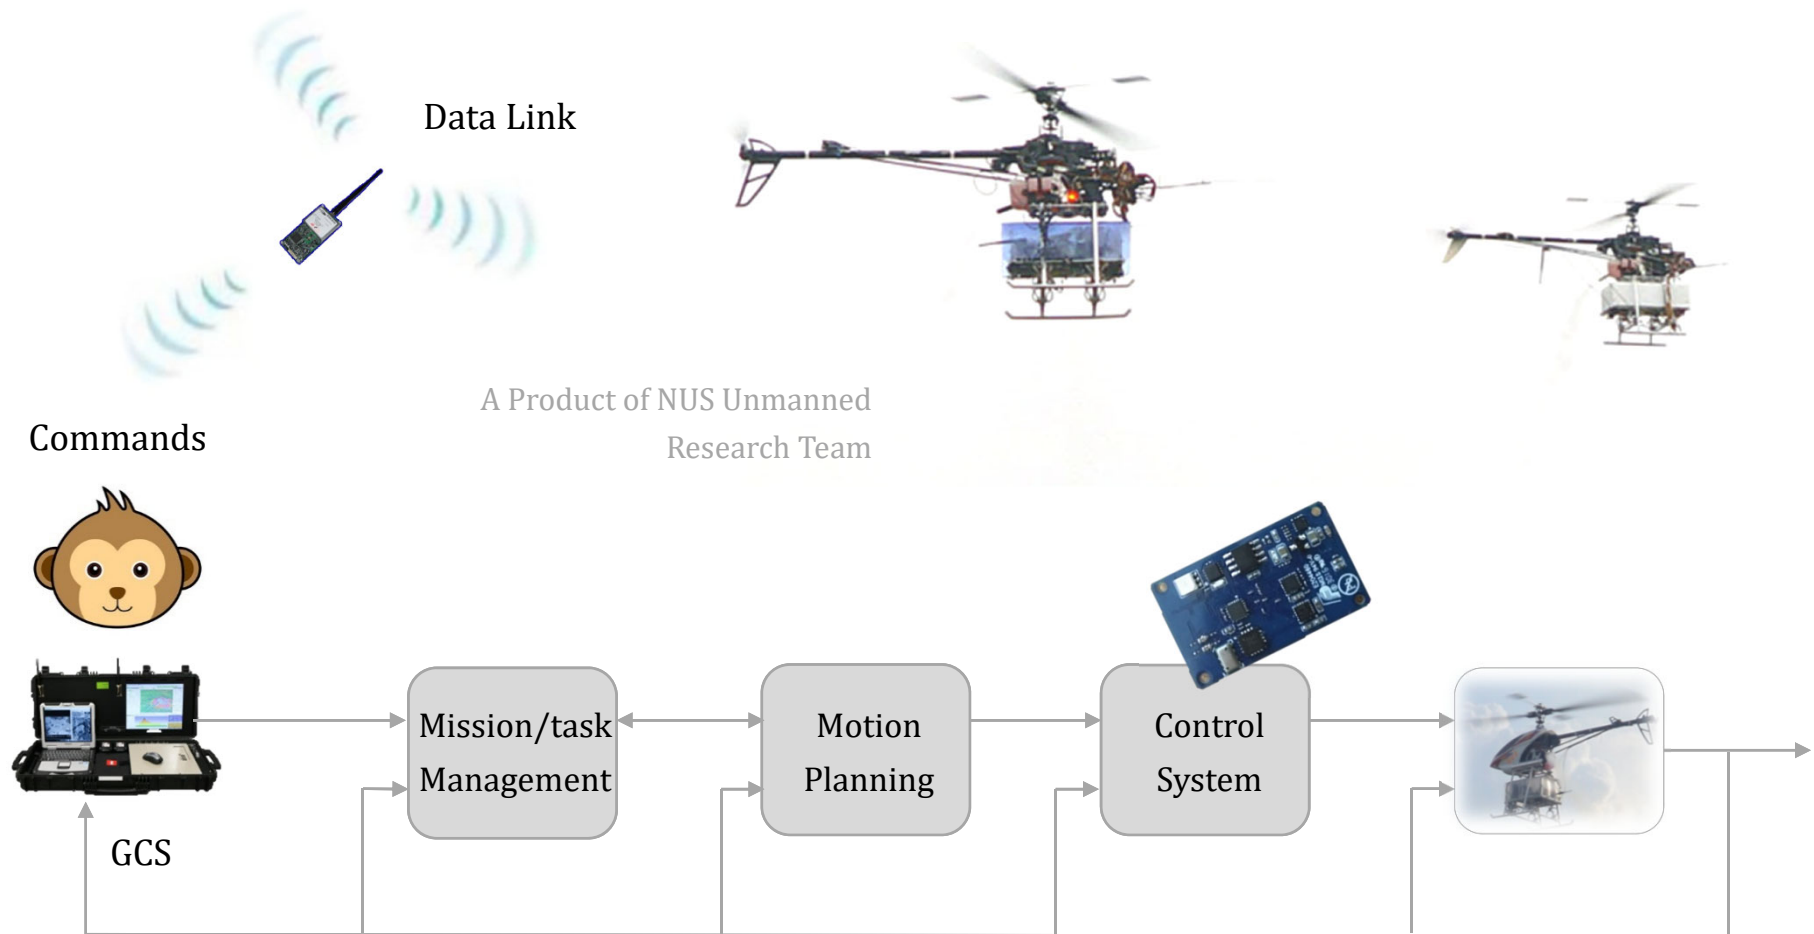 Data Link
A Product of NUS Unmanned
Research Team
Commands
Mission/task
Management
Motion
Planning
Control
System
GCS